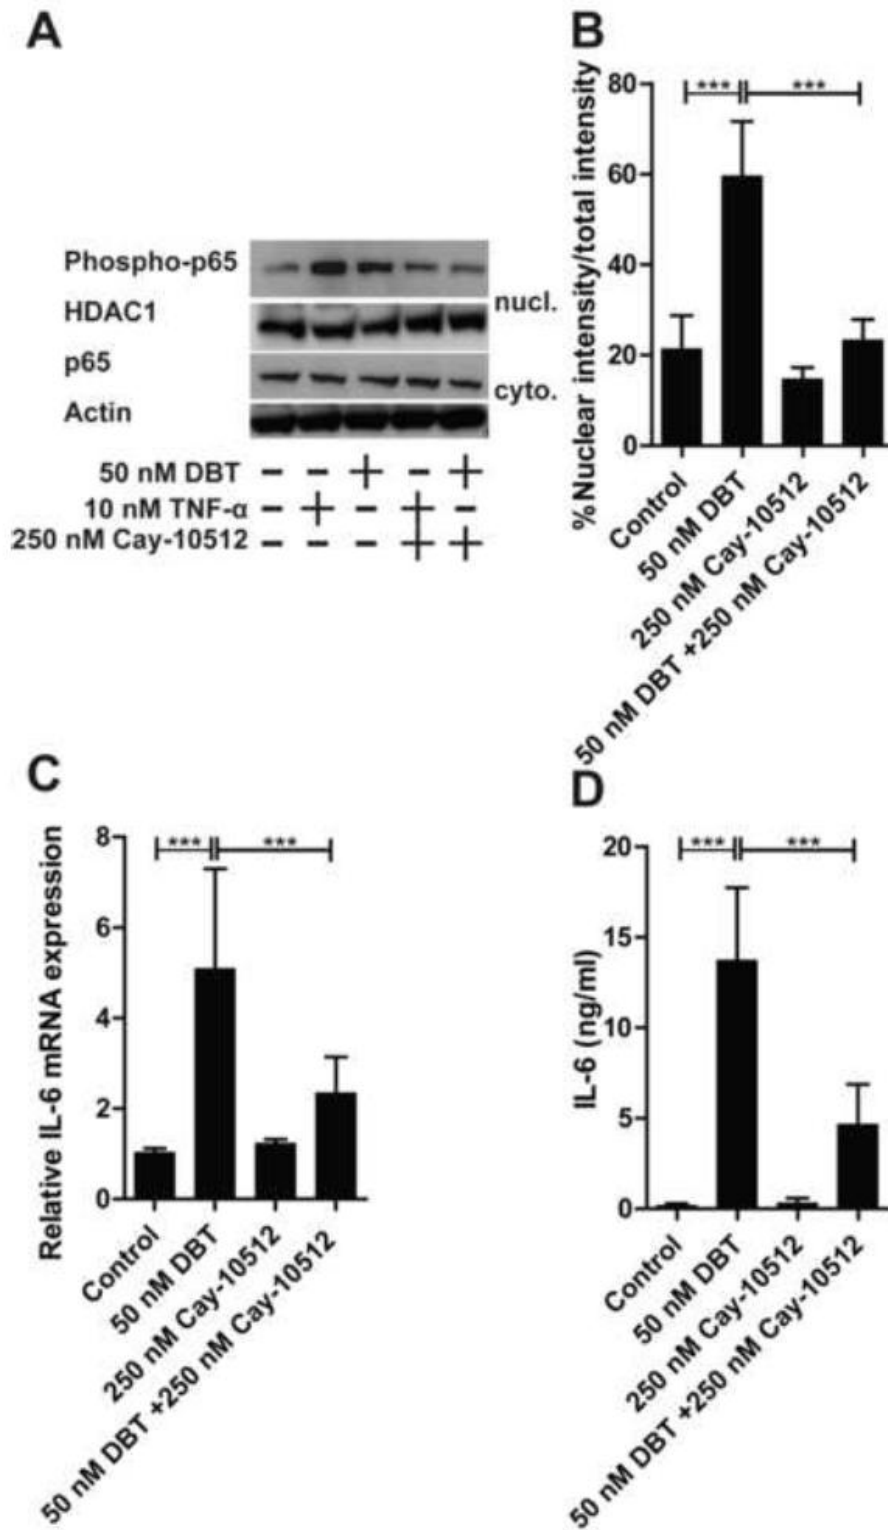 A
Phospho-p65
HDAC1
p65
Actin
nucl.
cyto.
50 nM DBT - - + - +
10 nM TNF-α - + - + -
250 nM Cay-10512 - - - + +
B
%Nuclear intensity/total intensity
80
60
40
20
0
*** ***
Control
50 nM DBT
250 nM Cay-10512
50 nM DBT +250 nM Cay-10512
C
Relative IL-6 mRNA expression
8
6
4
2
0
*** ***
Control
50 nM DBT
250 nM Cay-10512
50 nM DBT +250 nM Cay-10512
D
IL-6 (ng/ml)
20
15
10
5
0
*** ***
Control
50 nM DBT
250 nM Cay-10512
50 nM DBT +250 nM Cay-10512